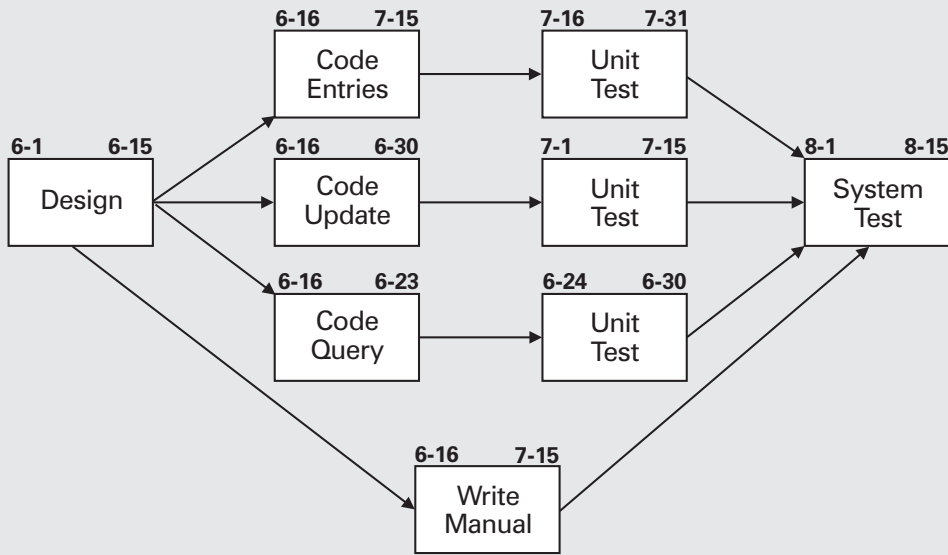 6-16 7-15 7-16 7-31
Code Unit
Entries Test
6-1 6-15 6-16 6-30 7-1 7-15 8-1 8-15
Design Code Unit System
Update Test Test
6-16 6-23 6-24 6-30
Code Unit
Query Test
6-16 7-15
Write
Manual